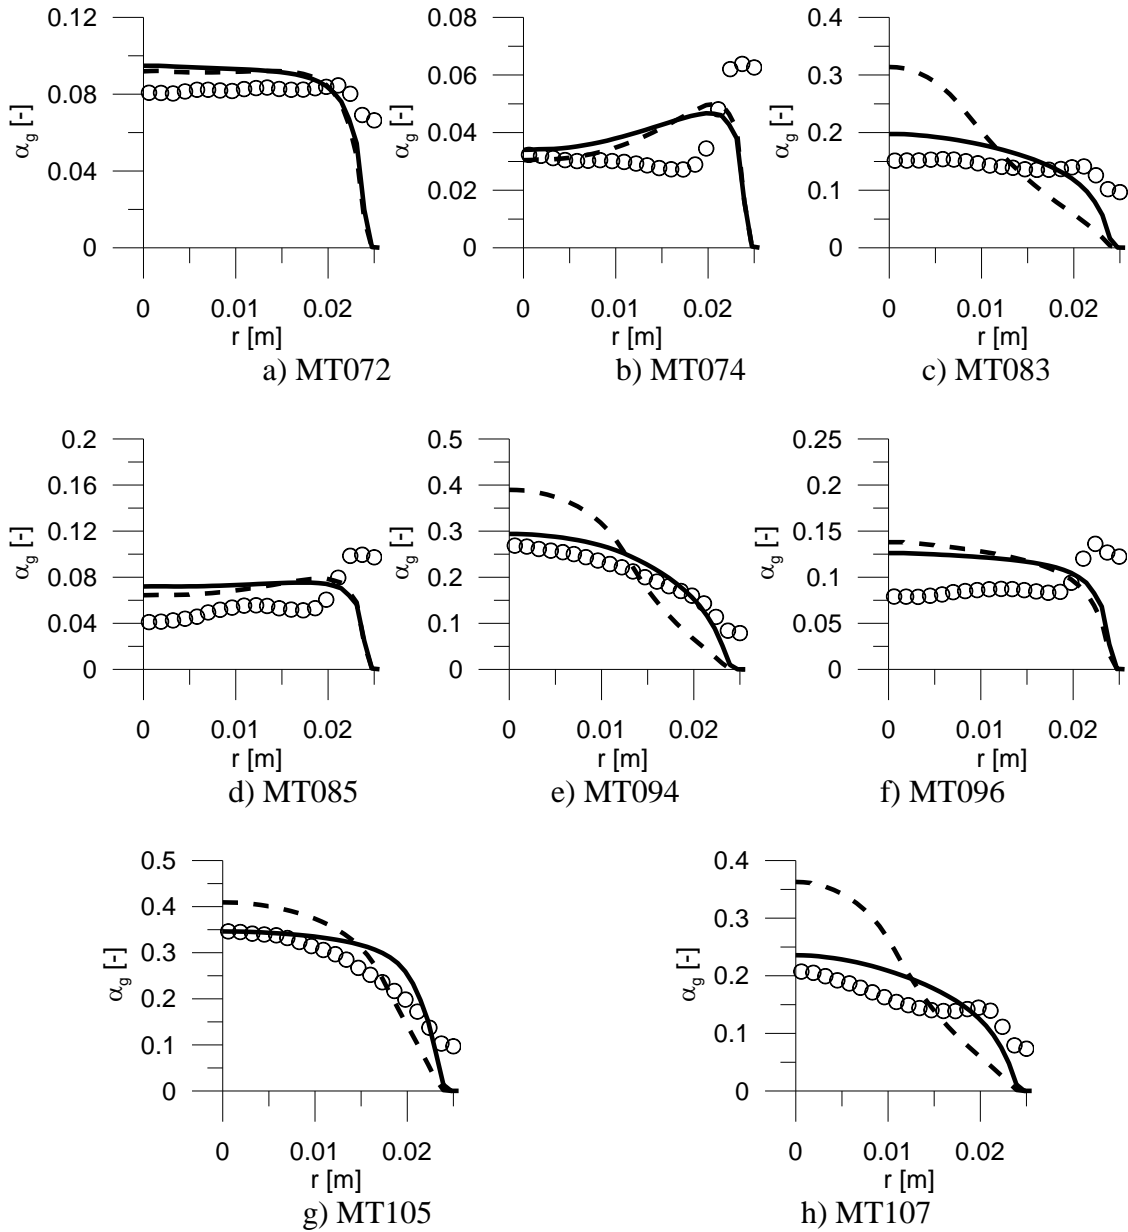 0.12
0.08
0.04
0
α_g [-]
0 0.01 0.02
r [m]
a) MT072
0.08
0.06
0.04
0.02
0
α_g [-]
0 0.01 0.02
r [m]
b) MT074
0.4
0.3
0.2
0.1
0
α_g [-]
0 0.01 0.02
r [m]
c) MT083
0.2
0.16
0.12
0.08
0.04
0
α_g [-]
0 0.01 0.02
r [m]
d) MT085
0.5
0.4
0.3
0.2
0.1
0
α_g [-]
0 0.01 0.02
r [m]
e) MT094
0.25
0.2
0.15
0.1
0.05
0
α_g [-]
0 0.01 0.02
r [m]
f) MT096
0.5
0.4
0.3
0.2
0.1
0
α_g [-]
0 0.01 0.02
r [m]
g) MT105
0.4
0.3
0.2
0.1
0
α_g [-]
0 0.01 0.02
r [m]
h) MT107